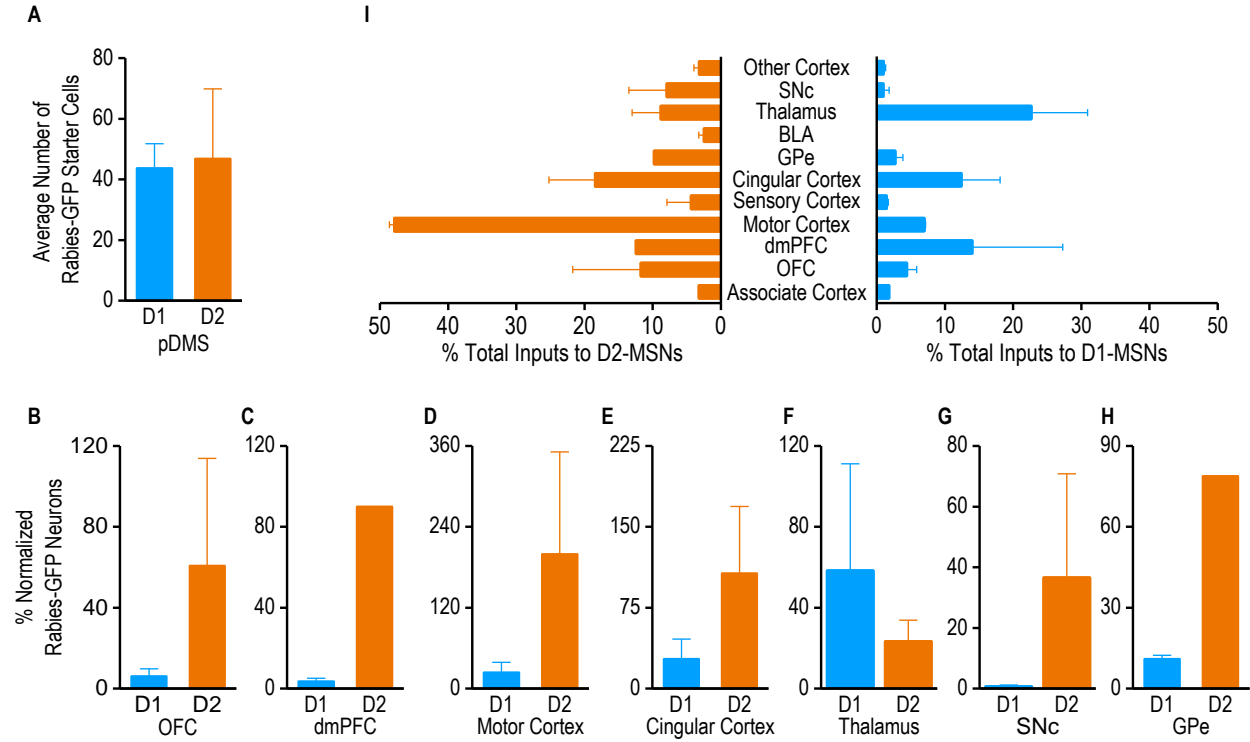 A
Average Number of
Rabies-GFP Starter Cells
80
60
40
20
0
D1 D2
pDMS
I
Other Cortex
SNc
Thalamus
BLA
GPe
Cingular Cortex
Sensory Cortex
Motor Cortex
dmPFC
OFC
Associate Cortex
50 40 30 20 10 0
% Total Inputs to D2-MSNs
0 10 20 30 40 50
% Total Inputs to D1-MSNs
B
% Normalized
Rabies-GFP Neurons
120
80
40
0
D1 D2
OFC
C
120
80
40
0
D1 D2
dmPFC
D
360
240
120
0
D1 D2
Motor Cortex
E
225
150
75
0
D1 D2
Cingular Cortex
F
120
80
40
0
D1 D2
Thalamus
G
80
60
40
20
0
D1 D2
SNc
H
90
60
30
0
D1 D2
GPe